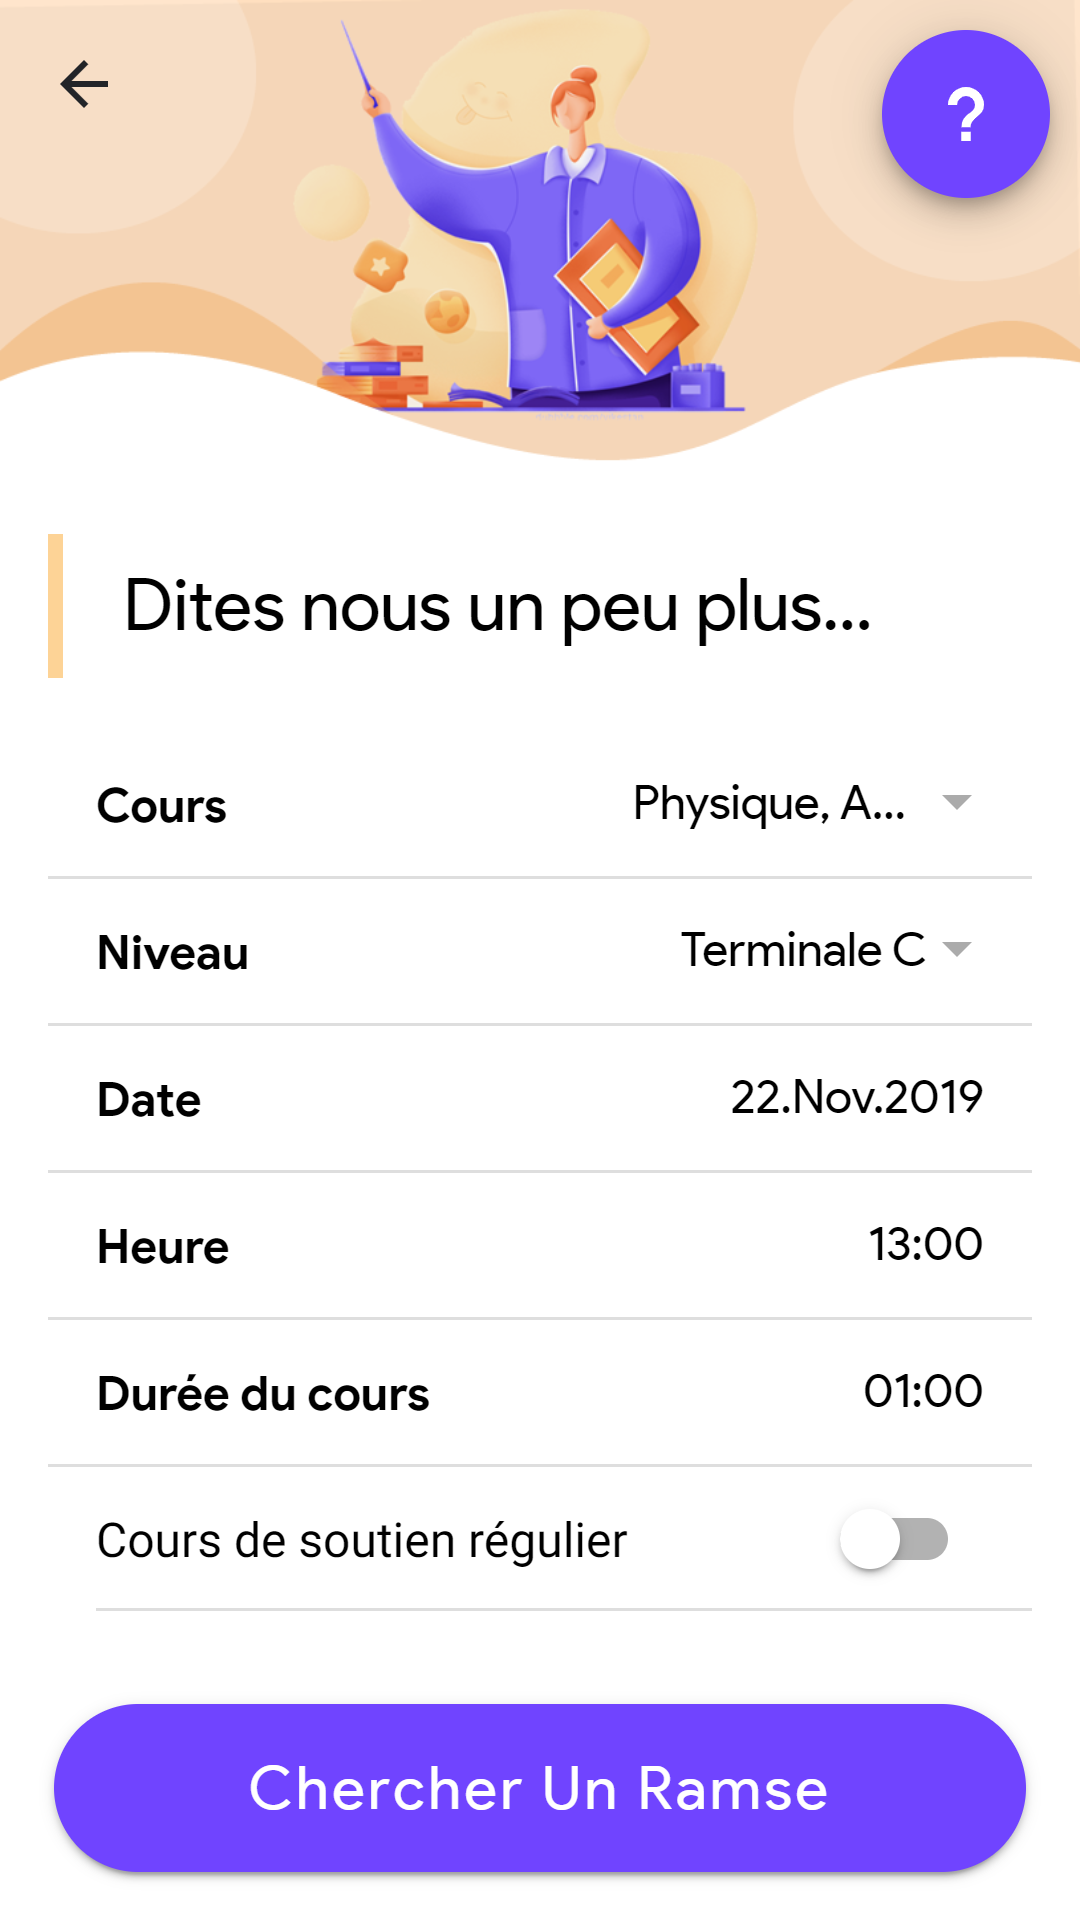 ?
Dites nous un peu plus...
Cours
Physique, A...
Niveau
Terminale C
Date
22.Nov.2019
Heure
13:00
Durée du cours
01:00
Cours de soutien régulier
Chercher Un Ramse